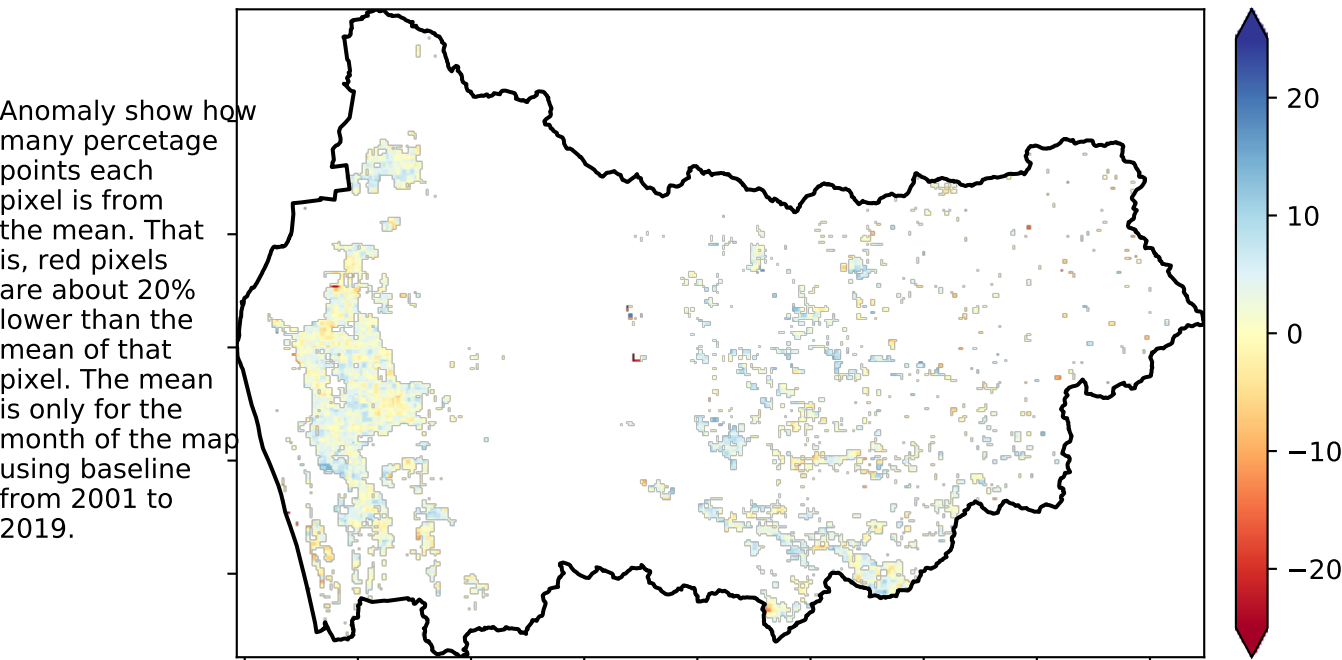 Anomaly show how
many percetage
points each
pixel is from
the mean. That
is, red pixels
are about 20%
lower than the
mean of that
pixel. The mean
is only for the
month of the map
using baseline
from 2001 to
2019.
20
10
0
−10
−20